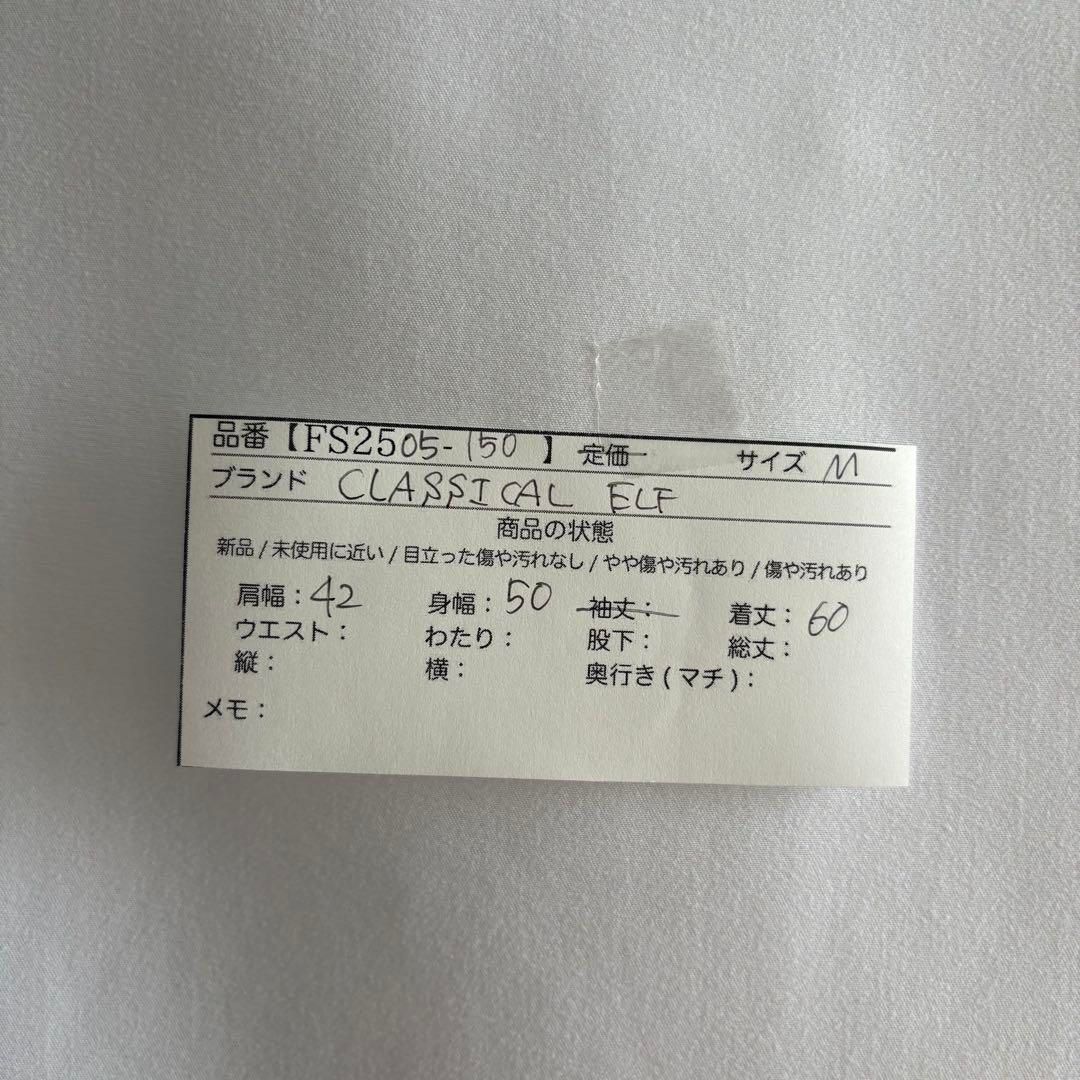 品番【FS2505-150】定価 サイズ M
ブランド CLASSICAL ELF
商品の状態
新品/未使用に近い/目立った傷や汚れなし/やや傷や汚れあり/傷や汚れあり
肩幅:42 身幅:50 袖丈: 着丈:60
ウエスト: わたり: 股下: 総丈:
縦: 横: 奥行き(マチ):
メモ: